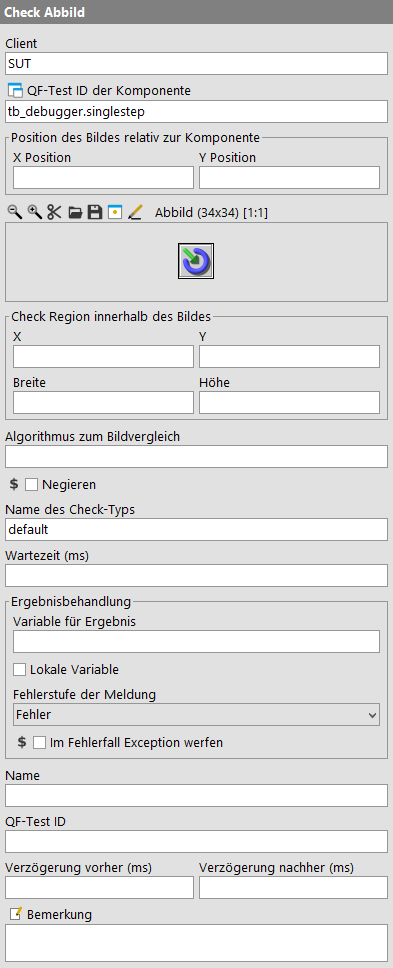 Check Abbild
Client
SUT
QF-Test ID der Komponente
tb_debugger.singlestep
Position des Bildes relativ zur Komponente
X Position
Y Position
Abbild (34x34) [1:1]
Check Region innerhalb des Bildes
X
Y
Breite
Höhe
Algorithmus zum Bildvergleich
$ Negieren
Name des Check-Typs
default
Wartezeit (ms)
Ergebnisbehandlung
Variable für Ergebnis
Lokale Variable
Fehlerstufe der Meldung
Fehler
$ Im Fehlerfall Exception werfen
Name
QF-Test ID
Verzögerung vorher (ms)
Verzögerung nachher (ms)
Bemerkung